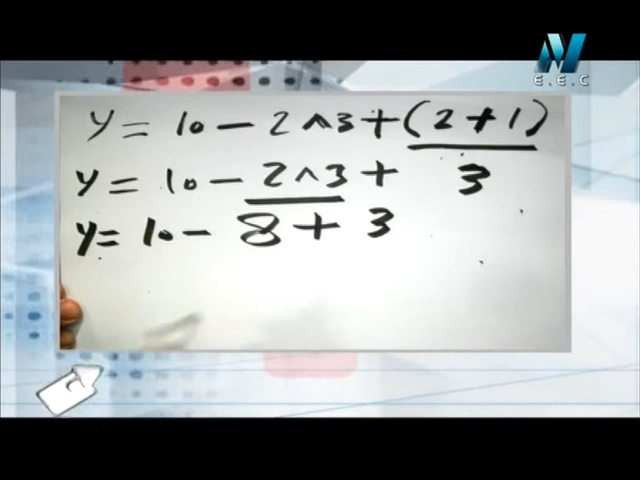 E.E.C
y = 10 - 2 ^ 3 + (2 + 1)
y = 10 - 2 ^ 3 + 3
y = 10 - 8 + 3